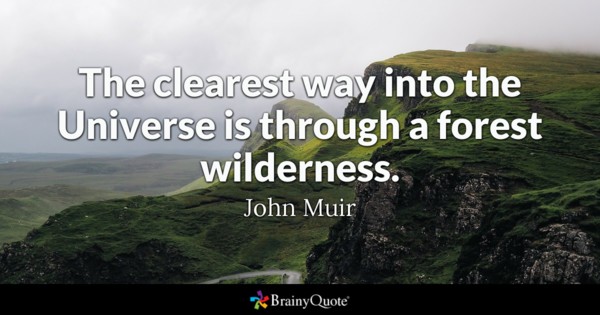 The clearest way into the
Universe is through a forest
wilderness.
John Muir
BrainyQuote®